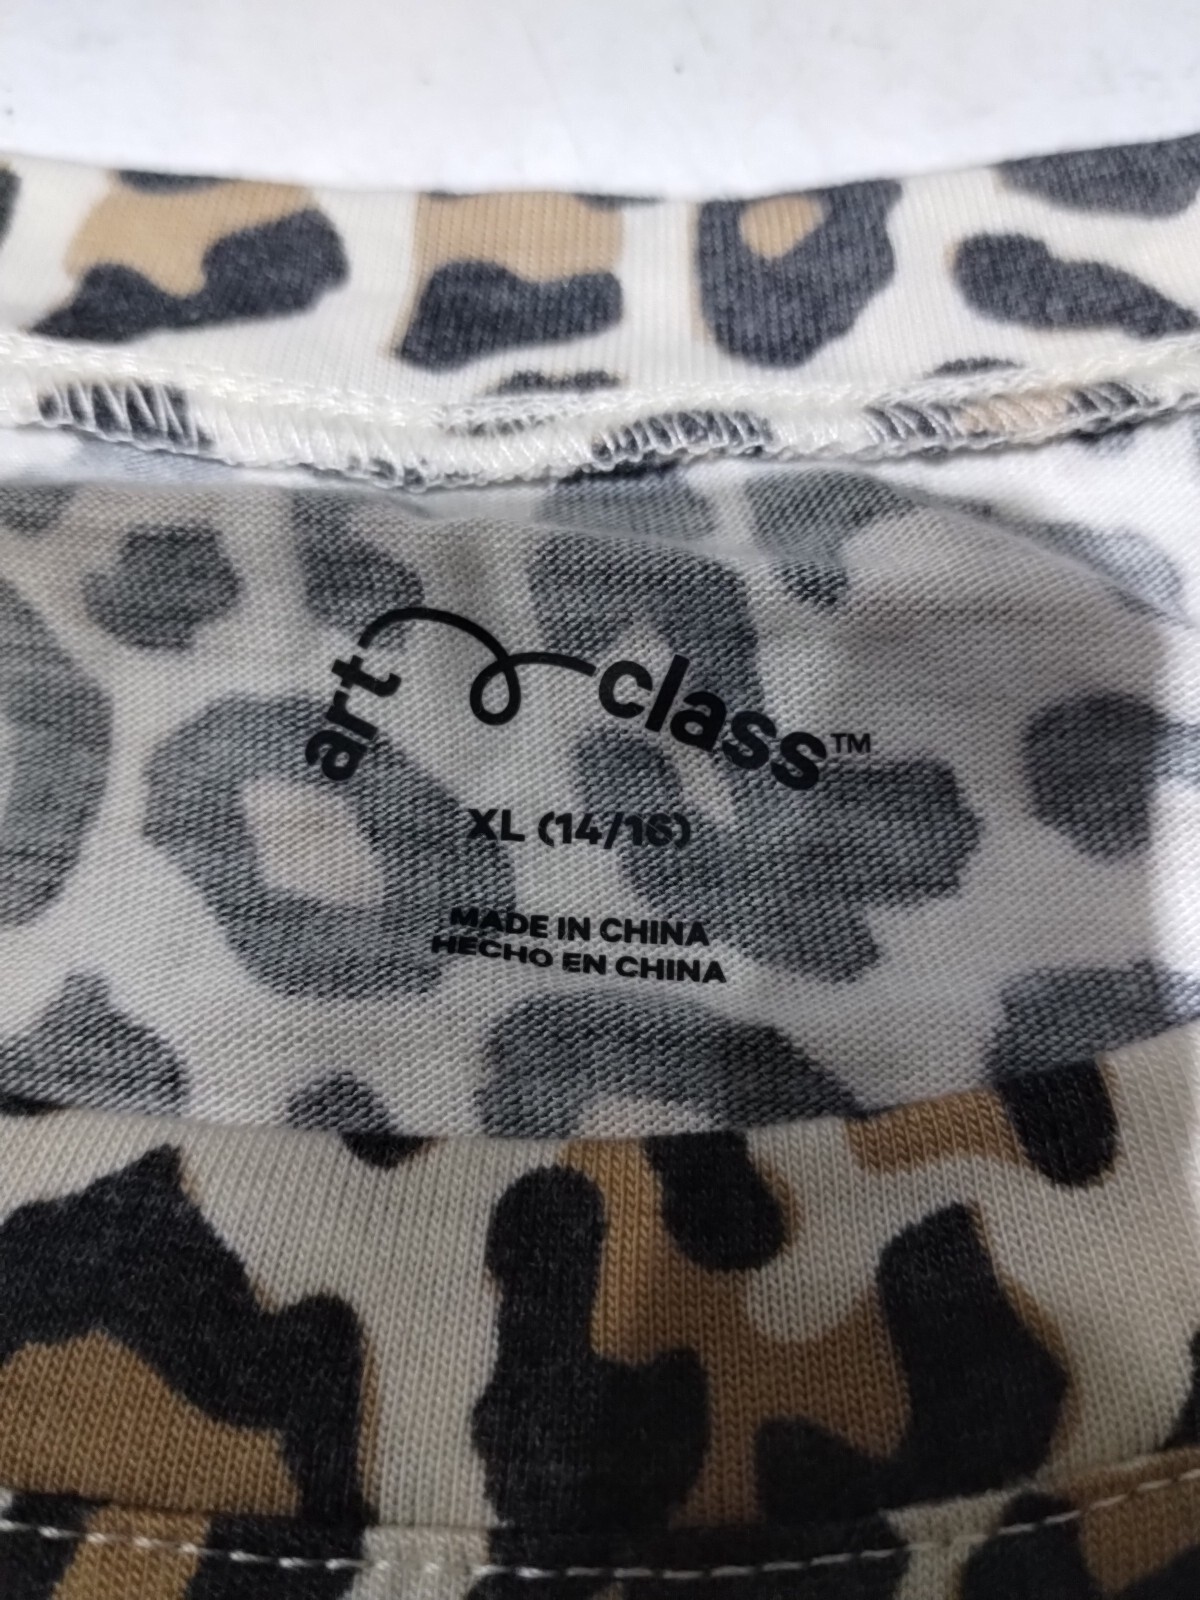 art class™
XL (14/16)
MADE IN CHINA
HECHO EN CHINA